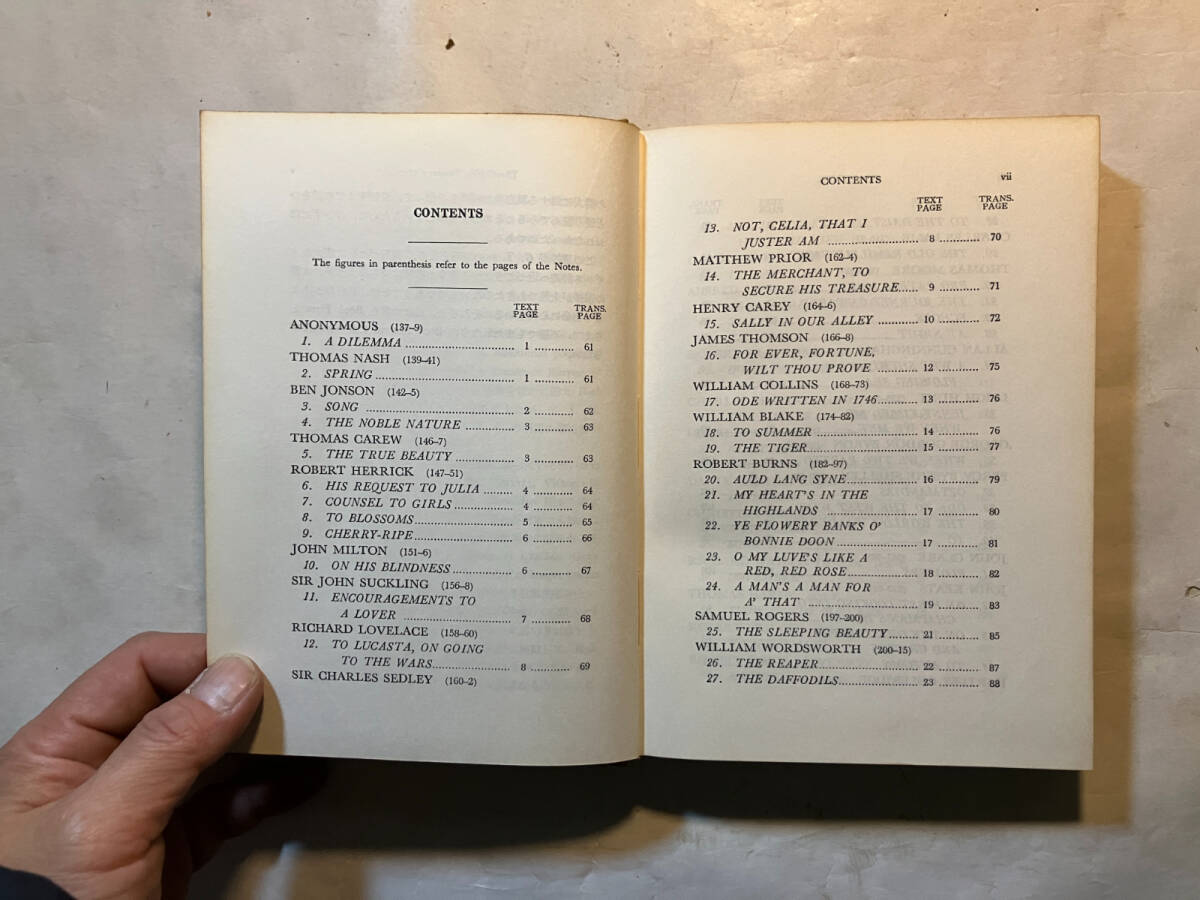 CONTENTS
The figures in parenthesis refer to the pages of the Notes.
TEXT PAGE TRANS. PAGE
ANONYMOUS (137–9)
1. A DILEMMA ........ 1 ........ 61
THOMAS NASH (139–41)
2. SPRING ........ 1 ........ 61
BEN JONSON (142–5)
3. SONG ........ 2 ........ 62
4. THE NOBLE NATURE ........ 3 ........ 63
THOMAS CAREW (146–7)
5. THE TRUE BEAUTY ........ 3 ........ 63
ROBERT HERRICK (147–51)
6. HIS REQUEST TO JULIA ........ 4 ........ 64
7. COUNSEL TO GIRLS ........ 4 ........ 64
8. TO BLOSSOMS ........ 5 ........ 65
9. CHERRY-RIPE ........ 6 ........ 66
JOHN MILTON (151–6)
10. ON HIS BLINDNESS ........ 6 ........ 67
SIR JOHN SUCKLING (156–8)
11. ENCOURAGEMENTS TO
A LOVER ........ 7 ........ 68
RICHARD LOVELACE (158–60)
12. TO LUCASTA, ON GOING
TO THE WARS ........ 8 ........ 69
SIR CHARLES SEDLEY (160–2)
CONTENTS vii
TEXT PAGE TRANS. PAGE
13. NOT, CELIA, THAT I
JUSTER AM ........ 8 ........ 70
MATTHEW PRIOR (162–4)
14. THE MERCHANT, TO
SECURE HIS TREASURE ........ 9 ........ 71
HENRY CAREY (164–6)
15. SALLY IN OUR ALLEY ........ 10 ........ 72
JAMES THOMSON (166–8)
16. FOR EVER, FORTUNE,
WILT THOU PROVE ........ 12 ........ 75
WILLIAM COLLINS (168–73)
17. ODE WRITTEN IN 1746 ........ 13 ........ 76
WILLIAM BLAKE (174–82)
18. TO SUMMER ........ 14 ........ 76
19. THE TIGER ........ 15 ........ 77
ROBERT BURNS (182–97)
20. AULD LANG SYNE ........ 16 ........ 79
21. MY HEART'S IN THE
HIGHLANDS ........ 17 ........ 80
22. YE FLOWERY BANKS O'
BONNIE DOON ........ 17 ........ 81
23. O MY LUVE'S LIKE A
RED, RED ROSE ........ 18 ........ 82
24. A MAN'S A MAN FOR
A' THAT ........ 19 ........ 83
SAMUEL ROGERS (197–200)
25. THE SLEEPING BEAUTY ........ 21 ........ 85
WILLIAM WORDSWORTH (200–15)
26. THE REAPER ........ 22 ........ 87
27. THE DAFFODILS ........ 23 ........ 88